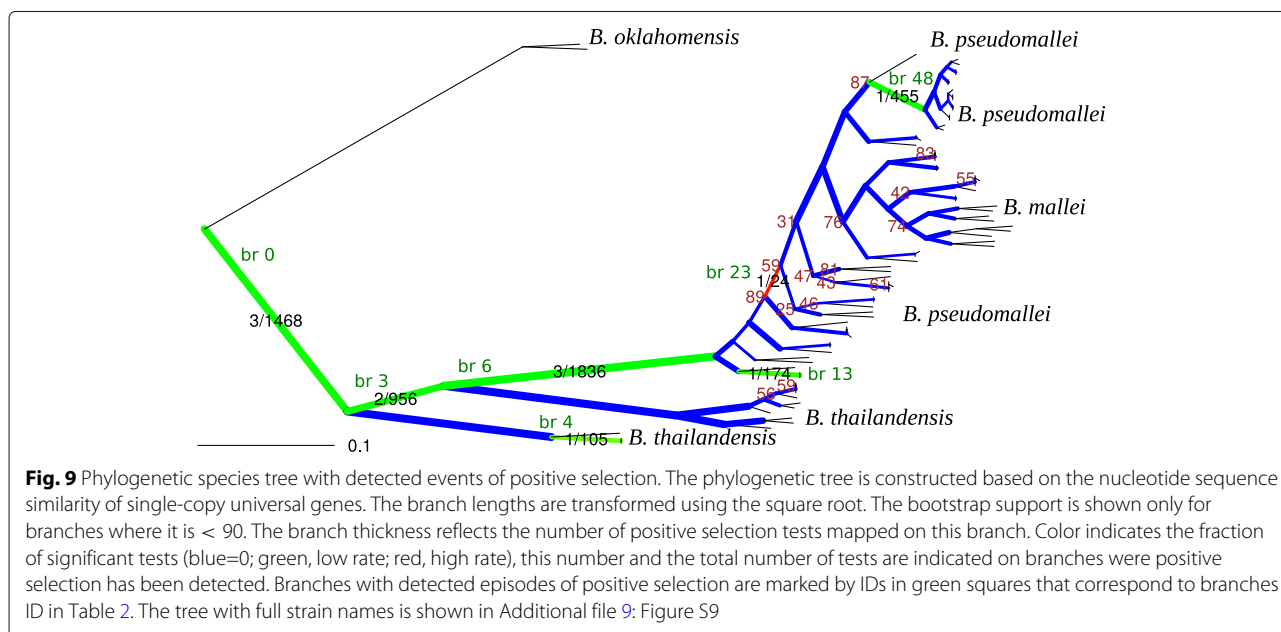 B. oklahomensis
B. pseudomallei
87
br 48
1/455
B. pseudomallei
83
55
42
B. mallei
31
76
74
br 0
59
81
br 23
1/24
47
43
61
89
46
25
B. pseudomallei
3/1468
br 6
3/1836
br 3
1/174
br 13
2/956
59
56
br 4
B. thailandensis
1/105
B. thailandensis
0.1
Fig. 9 Phylogenetic species tree with detected events of positive selection. The phylogenetic tree is constructed based on the nucleotide sequence
similarity of single-copy universal genes. The branch lengths are transformed using the square root. The bootstrap support is shown only for
branches where it is < 90. The branch thickness reflects the number of positive selection tests mapped on this branch. Color indicates the fraction
of significant tests (blue=0; green, low rate; red, high rate), this number and the total number of tests are indicated on branches were positive
selection has been detected. Branches with detected episodes of positive selection are marked by IDs in green squares that correspond to branches
ID in Table 2. The tree with full strain names is shown in Additional file 9: Figure S9